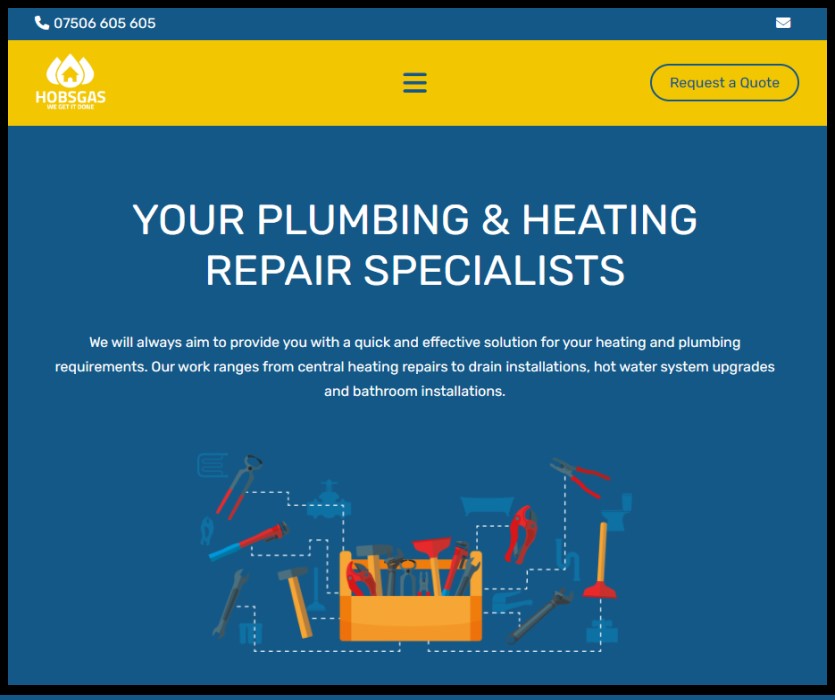 07506 605 605
HOBSGAS
WE GET IT DONE
Request a Quote
YOUR PLUMBING & HEATING
REPAIR SPECIALISTS
We will always aim to provide you with a quick and effective solution for your heating and plumbing
requirements. Our work ranges from central heating repairs to drain installations, hot water system upgrades
and bathroom installations.